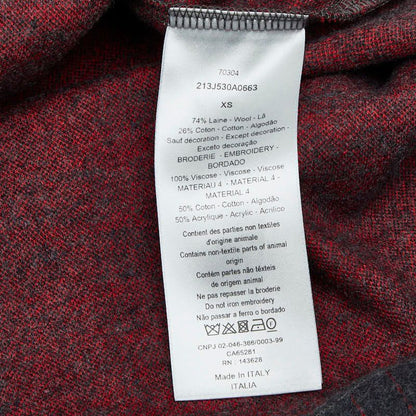 70304
213J530A0663
XS
74% Laine - Wool - Lã
26% Coton - Cotton - Algodão
Sauf décoration - Except decoration -
Exceto decoração
BRODERIE - EMBROIDERY -
BORDADO
100% Viscose - Viscose - Viscose
MATERIAU 4 - MATERIAL 4 -
MATERIAL 4
50% Coton - Cotton - Algodão
50% Acrylique - Acrylic - Acrílico
Contient des parties non textiles
d'origine animale
Contains non-textile parts of animal
origin
Contém partes não têxteis
de origem animal
Ne pas repasser la broderie
Do not iron embroidery
Não passar a ferro o bordado
CNPJ 02-046-366/0003-99
CA65281
RN : 143628
Made In ITALY
ITALIA